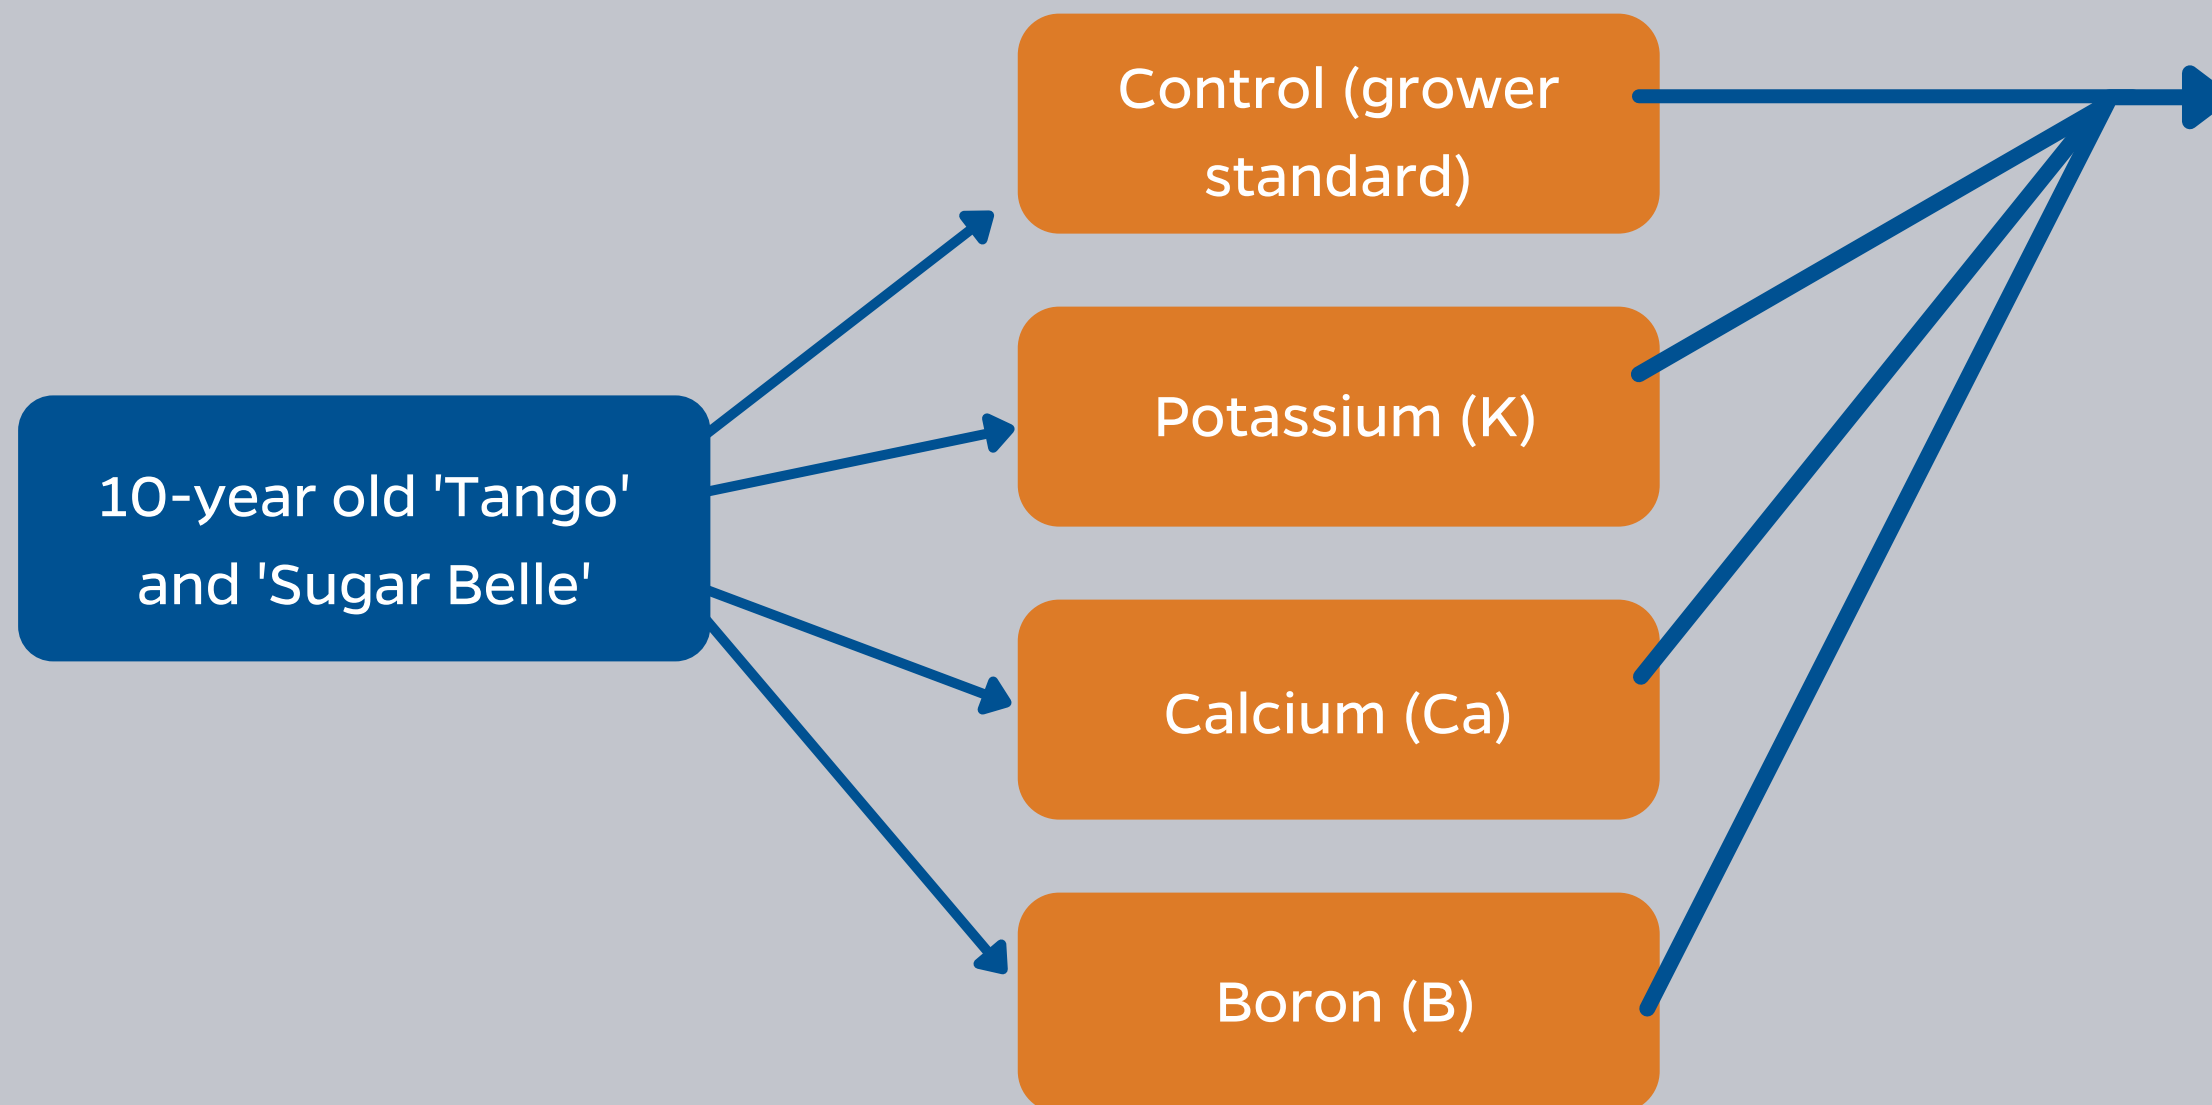 Control (grower
standard)
Potassium (K)
10-year old 'Tango'
and 'Sugar Belle'
Calcium (Ca)
Boron (B)